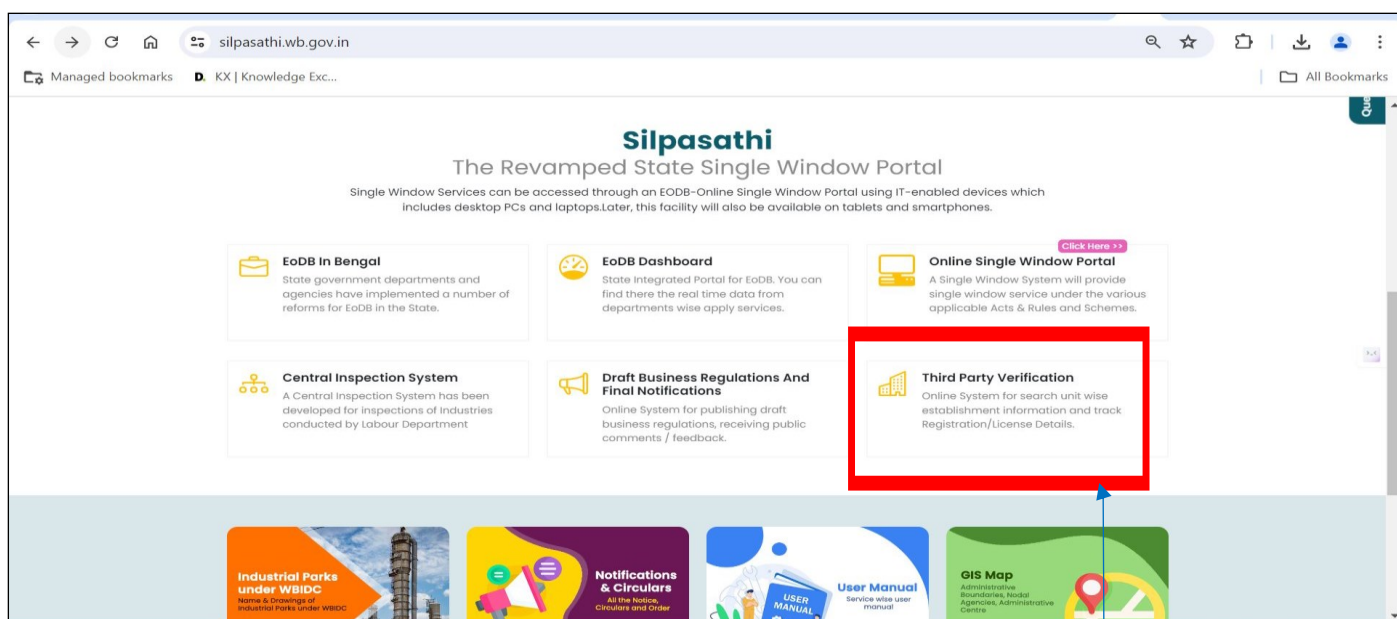 silpasathi.wb.gov.in
Managed bookmarks
D. KX | Knowledge Exc...
All Bookmarks
Que
Silpasathi
The Revamped State Single Window Portal
Single Window Services can be accessed through an EODB-Online Single Window Portal using IT-enabled devices which
includes desktop PCs and laptops.Later, this facility will also be available on tablets and smartphones.
EoDB In Bengal
State government departments and
agencies have implemented a number of
reforms for EoDB in the State.
EoDB Dashboard
State Integrated Portal for EoDB. You can
find there the real time data from
departments wise apply services.
Click Here >>
Online Single Window Portal
A Single Window System will provide
single window service under the various
applicable Acts & Rules and Schemes.
Central Inspection System
A Central Inspection System has been
developed for inspections of Industries
conducted by Labour Department
Draft Business Regulations And
Final Notifications
Online System for publishing draft
business regulations, receiving public
comments / feedback.
Third Party Verification
Online System for search unit wise
establishment information and track
Registration/License Details.
Industrial Parks
under WBIDC
Name & Drawings of
Industrial Parks under WBIDC
Notifications
& Circulars
All the Notice,
Circulars and Order
USER
MANUAL
User Manual
Service wise user
manual
GIS Map
Administrative
Boundaries, Nodal
Agencies, Administrative
Centre